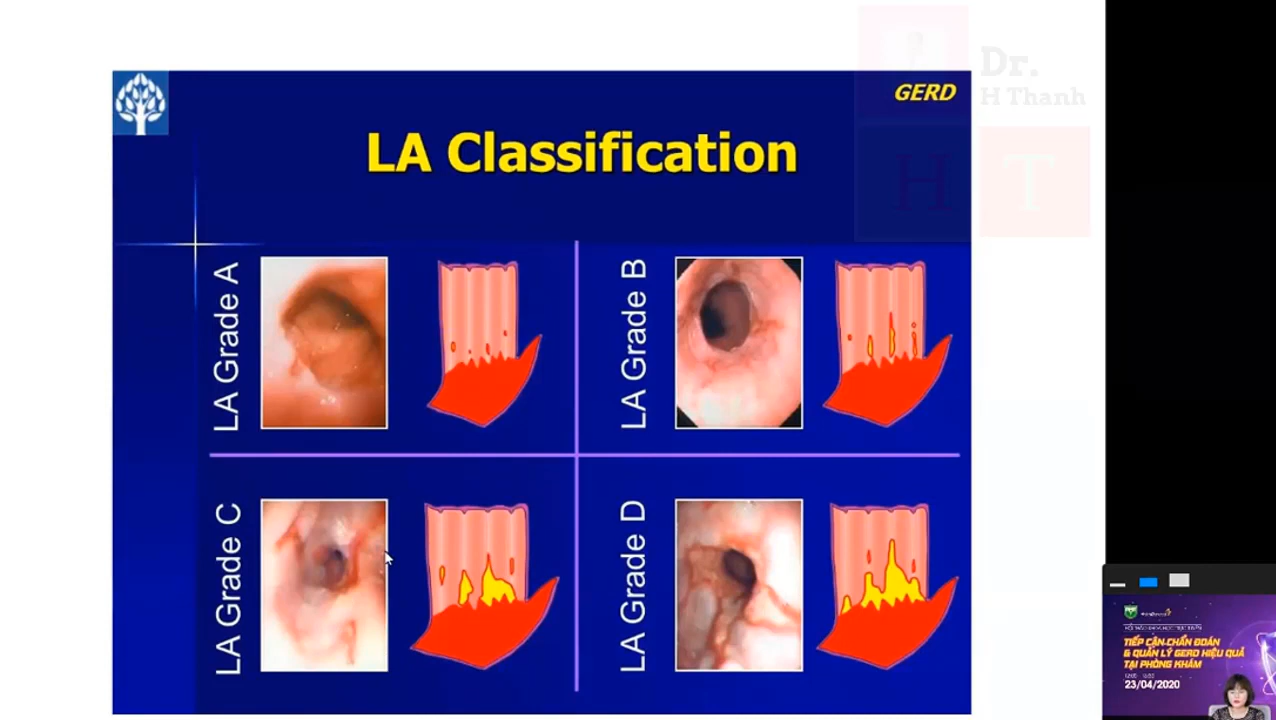 GERD
Dr.
H Thanh
LA Classification
H T
LA Grade A
LA Grade B
LA Grade C
LA Grade D
TIẾP CẬN-CHẨN ĐOÁN
& QUẢN LÝ GERD HIỆU QUẢ
TẠI PHÒNG KHÁM
23/04/2020